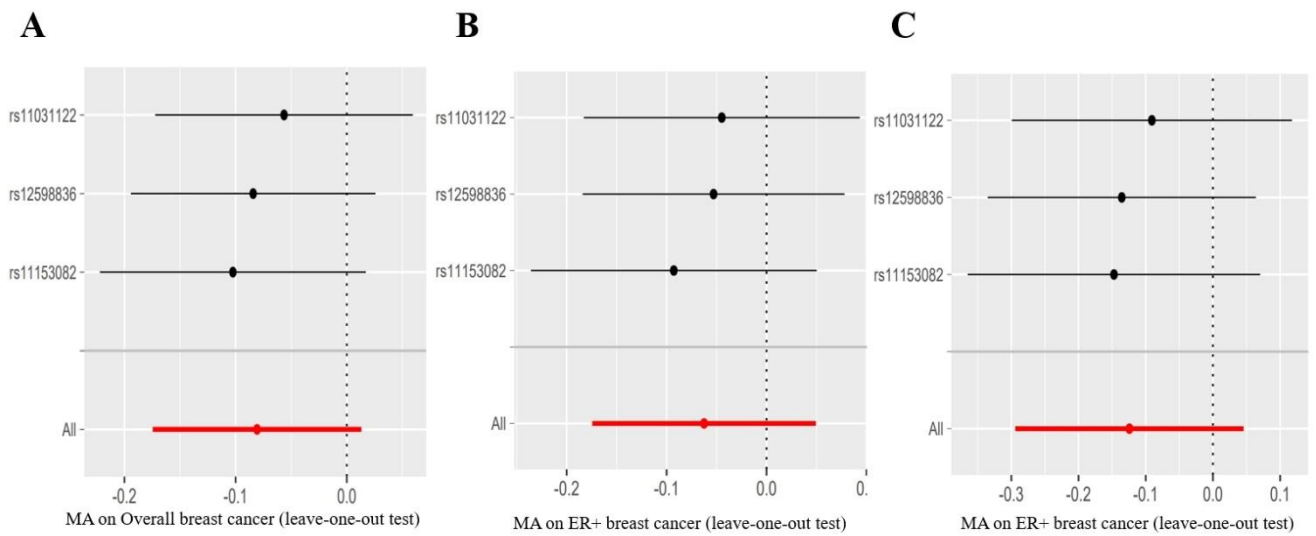 A
rs11031122
rs12598836
rs11153082
All
-0.2
-0.1
0.0
MA on Overall breast cancer (leave-one-out test)
B
rs11031122
rs12598836
rs11153082
All
-0.2
-0.1
0.0
0.
MA on ER+ breast cancer (leave-one-out test)
C
rs11031122
rs12598836
rs11153082
All
-0.3
-0.2
-0.1
0.0
0.1
MA on ER+ breast cancer (leave-one-out test)